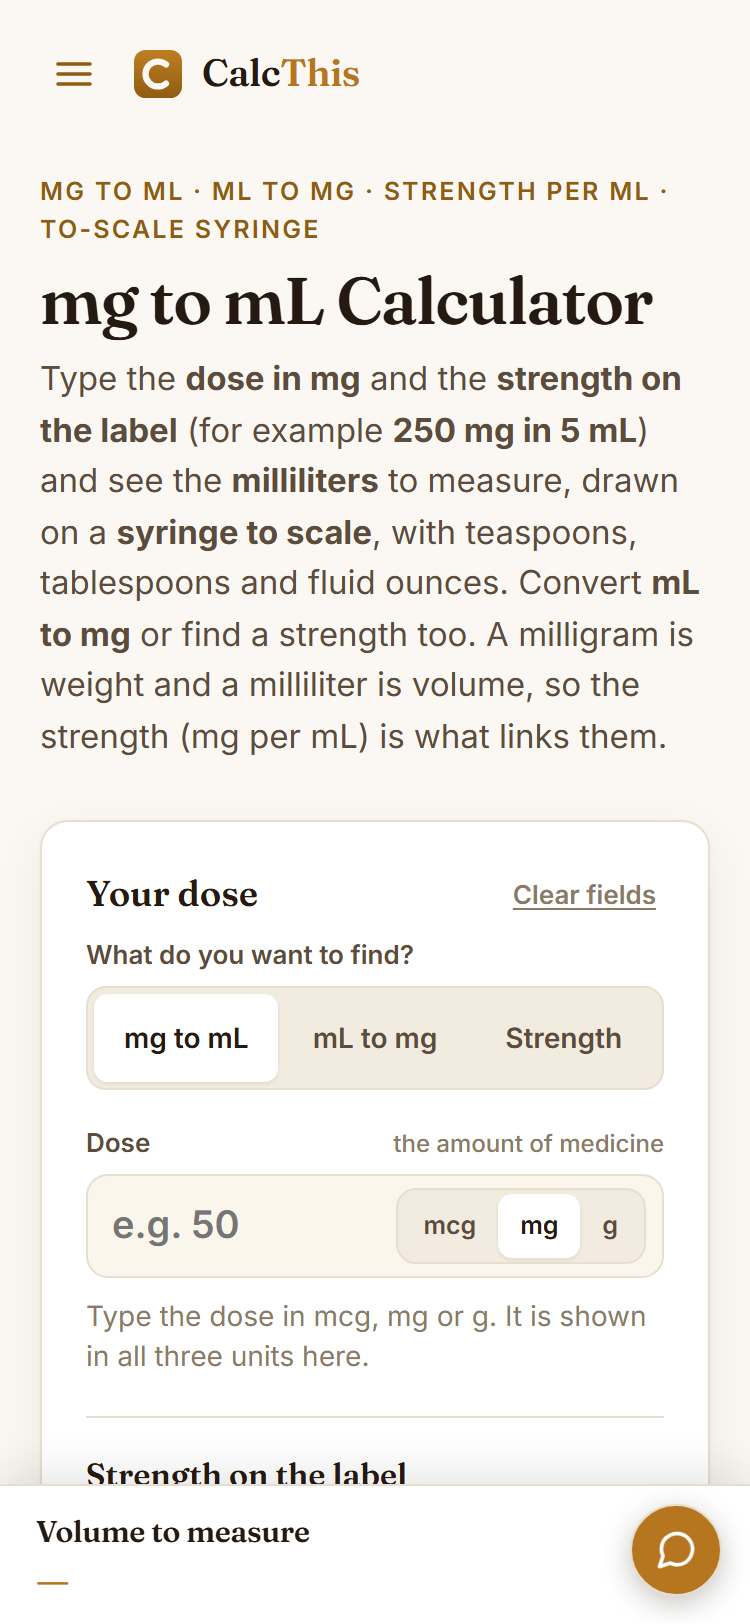 CalcThis
MG TO ML · ML TO MG · STRENGTH PER ML ·
TO-SCALE SYRINGE
mg to mL Calculator
Type the dose in mg and the strength on
the label (for example 250 mg in 5 mL)
and see the milliliters to measure, drawn
on a syringe to scale, with teaspoons,
tablespoons and fluid ounces. Convert mL
to mg or find a strength too. A milligram is
weight and a milliliter is volume, so the
strength (mg per mL) is what links them.
Your dose Clear fields
What do you want to find?
mg to mL mL to mg Strength
Dose the amount of medicine
e.g. 50 mcg mg g
Type the dose in mcg, mg or g. It is shown
in all three units here.
Strength on the label
Volume to measure
—